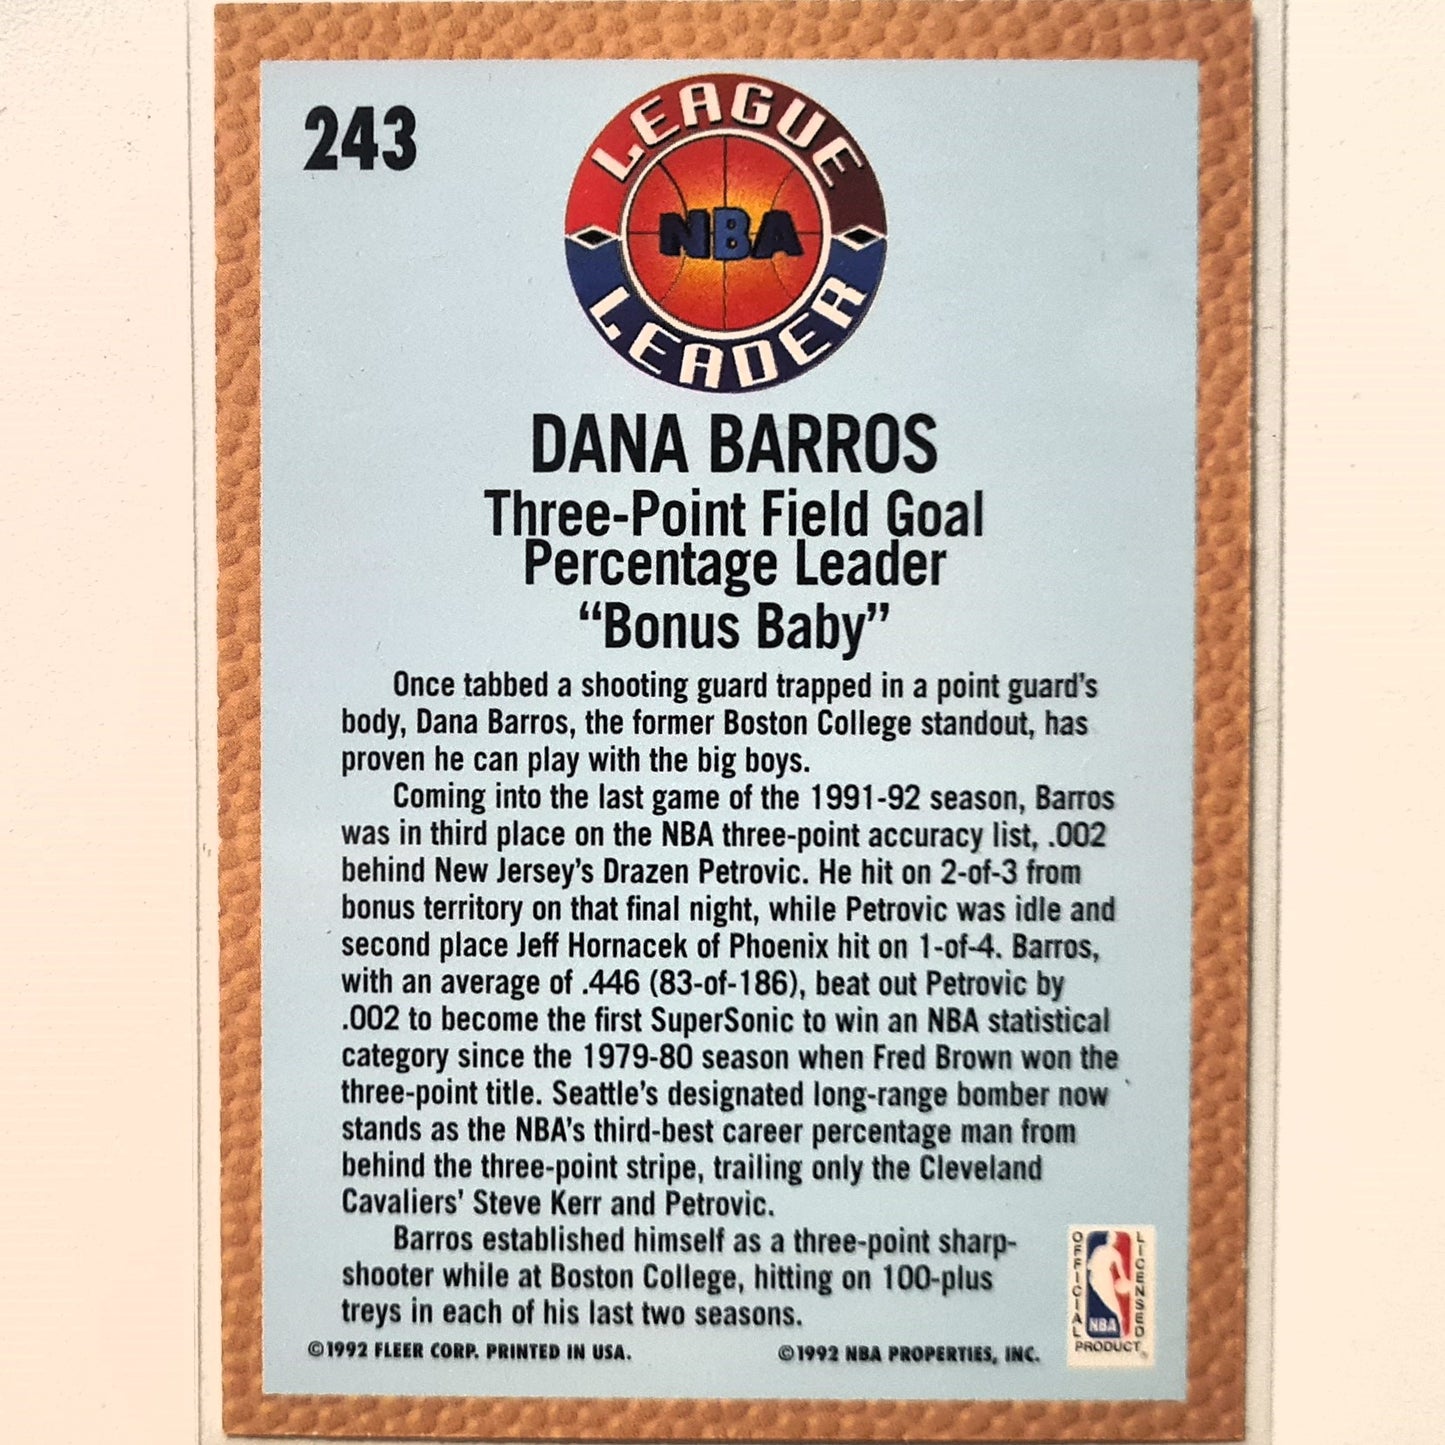 243
LEAGUE
NBA
LEADER
DANA BARROS
Three-Point Field Goal
Percentage Leader
“Bonus Baby”
Once tabbed a shooting guard trapped in a point guard's
body, Dana Barros, the former Boston College standout, has
proven he can play with the big boys.
Coming into the last game of the 1991-92 season, Barros
was in third place on the NBA three-point accuracy list, .002
behind New Jersey's Drazen Petrovic. He hit on 2-of-3 from
bonus territory on that final night, while Petrovic was idle and
second place Jeff Hornacek of Phoenix hit on 1-of-4. Barros,
with an average of .446 (83-of-186), beat out Petrovic by
.002 to become the first SuperSonic to win an NBA statistical
category since the 1979-80 season when Fred Brown won the
three-point title. Seattle's designated long-range bomber now
stands as the NBA's third-best career percentage man from
behind the three-point stripe, trailing only the Cleveland
Cavaliers' Steve Kerr and Petrovic.
Barros established himself as a three-point sharp-
shooter while at Boston College, hitting on 100-plus
treys in each of his last two seasons.
©1992 FLEER CORP. PRINTED IN USA.
©1992 NBA PROPERTIES, INC.
OFFICIAL
LICENSED
NBA
PRODUCT